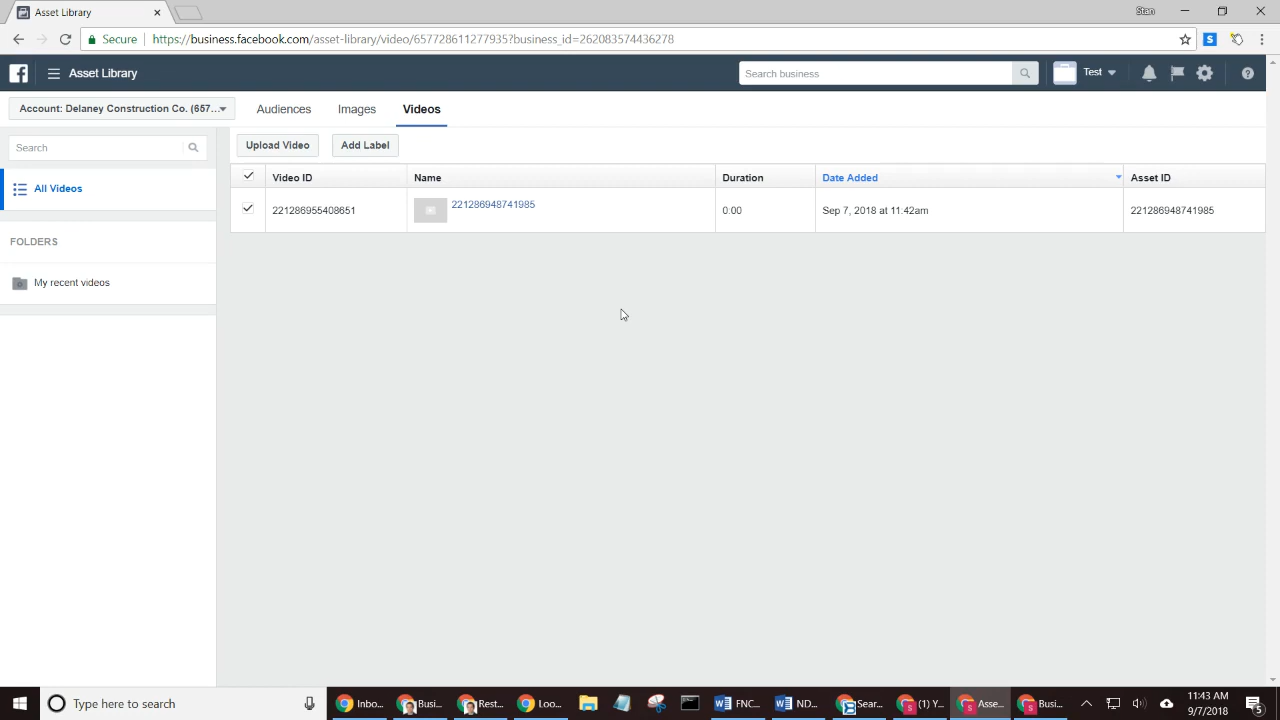 Asset Library
Stan
Secure https://business.facebook.com/asset-library/video/657728611277935?business_id=262083574436278
Asset Library
Search business
Test
Account: Delaney Construction Co. (657...
Audiences
Images
Videos
Search
Upload Video
Add Label
All Videos
Video ID
Name
Duration
Date Added
Asset ID
221286955408651
221286948741985
0:00
Sep 7, 2018 at 11.42am
221286948741985
FOLDERS
My recent videos
Type here to search
Inbo...
Busi...
Rest...
Loo...
FNC...
ND...
Sear...
(1) Y...
Asse...
Busi...
11:43 AM
9/7/2018
5